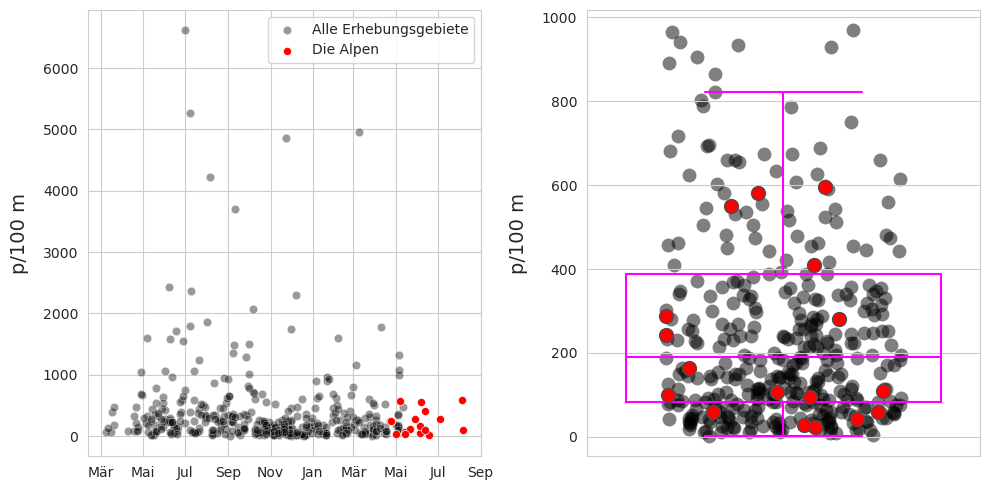 Alle Erhebungsgebiete
Die Alpen
p/100 m
6000
5000
4000
3000
2000
1000
0
Mär Mai Jul Sep Nov Jan Mär Mai Jul Sep
p/100 m
1000
800
600
400
200
0